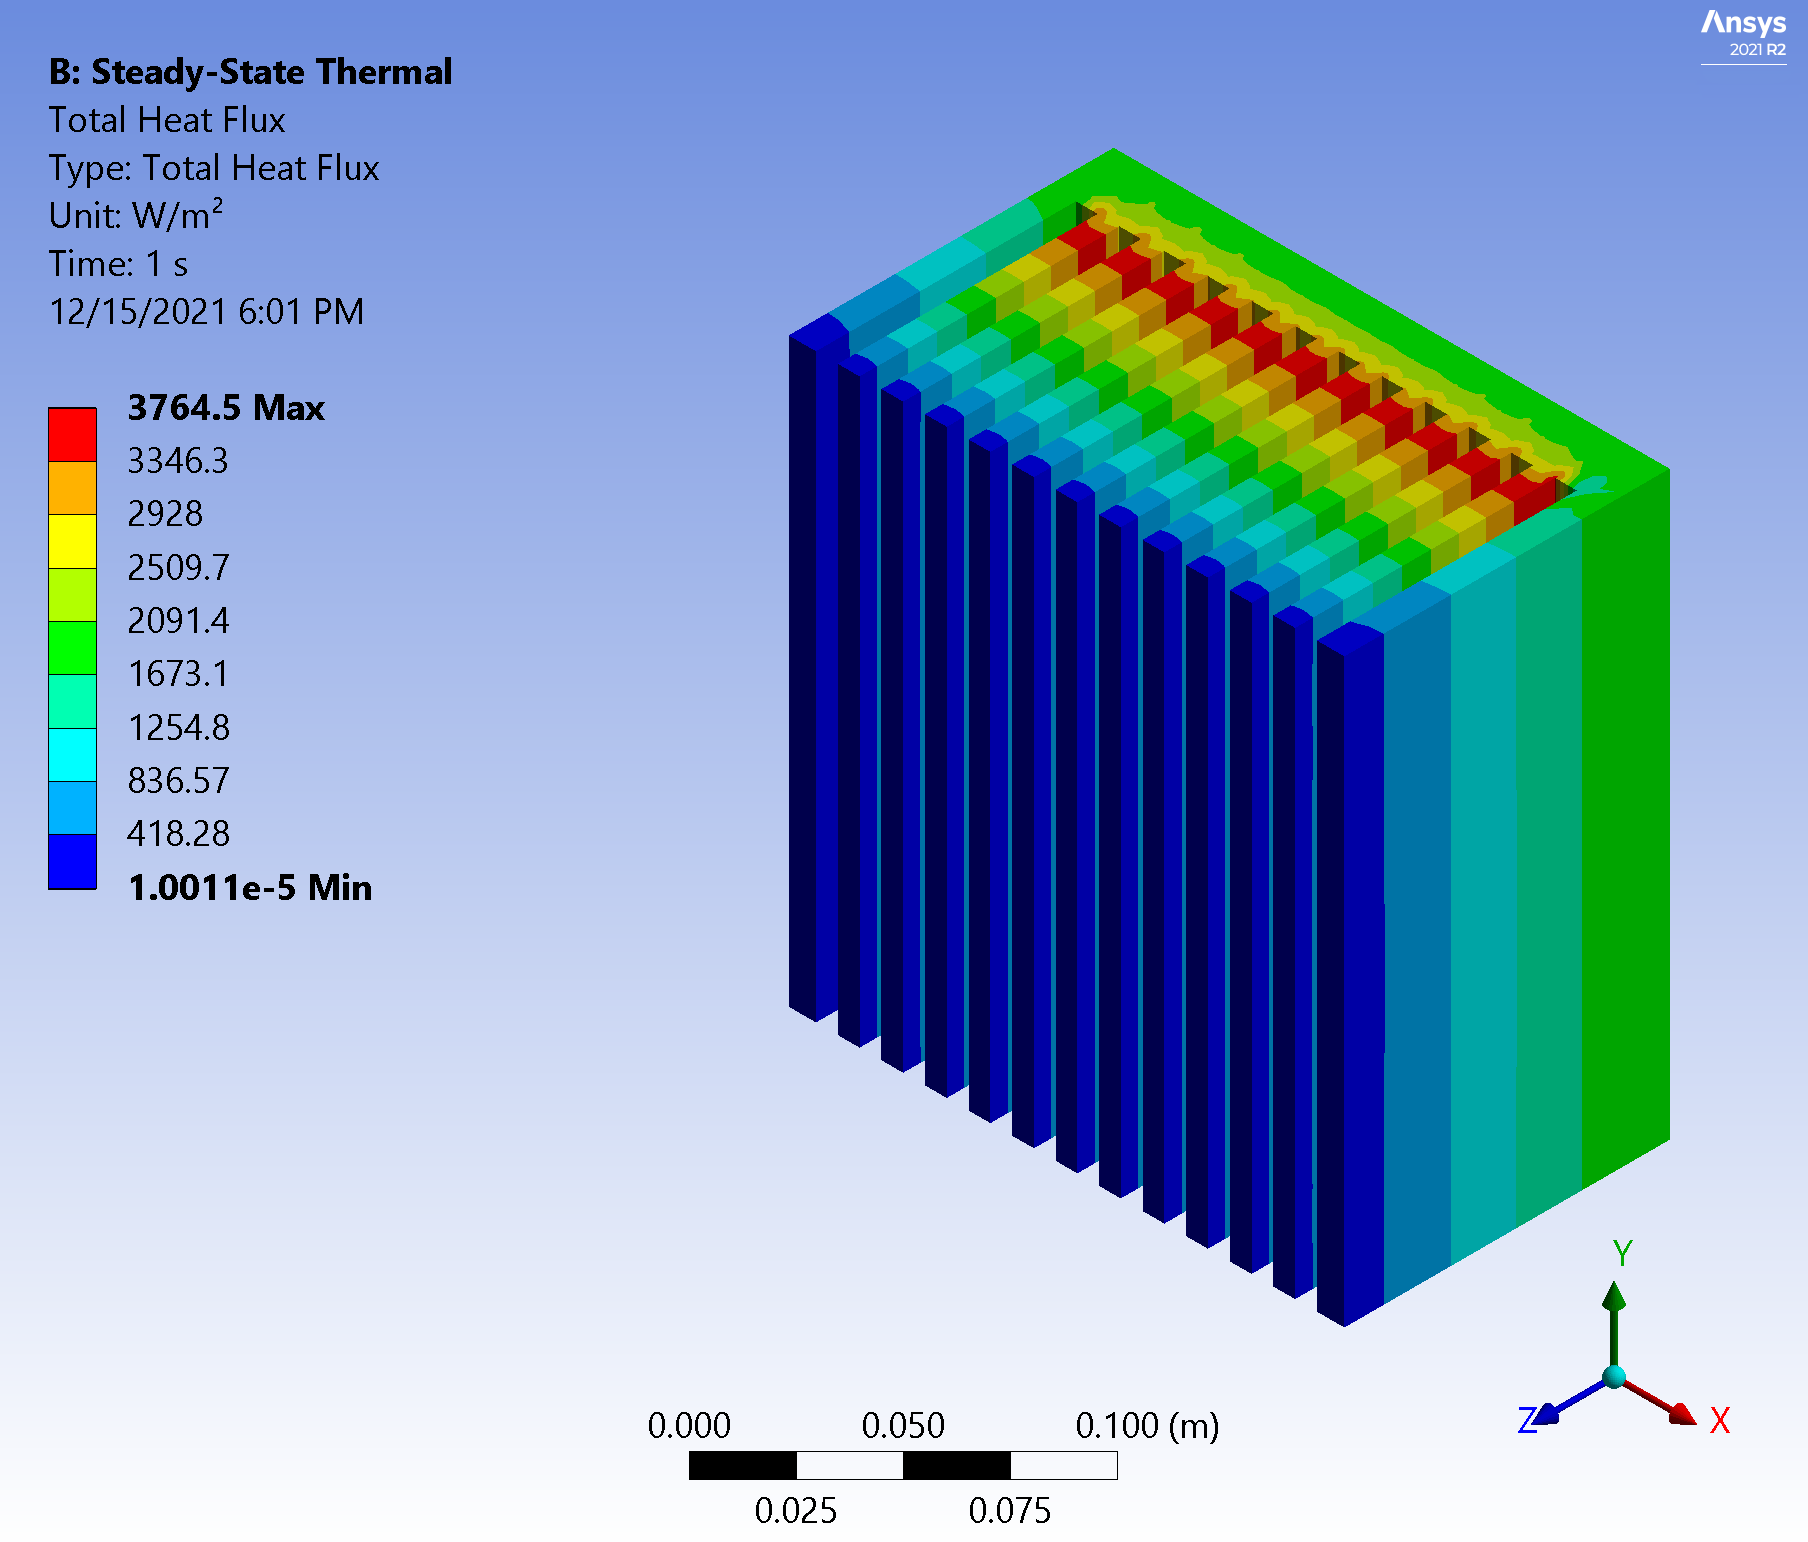 Ansys
2021 R2
B: Steady-State Thermal
Total Heat Flux
Type: Total Heat Flux
Unit: W/m²
Time: 1 s
12/15/2021 6:01 PM
3764.5 Max
3346.3
2928
2509.7
2091.4
1673.1
1254.8
836.57
418.28
1.0011e-5 Min
Y
Z
X
0.000 0.050 0.100 (m)
0.025 0.075